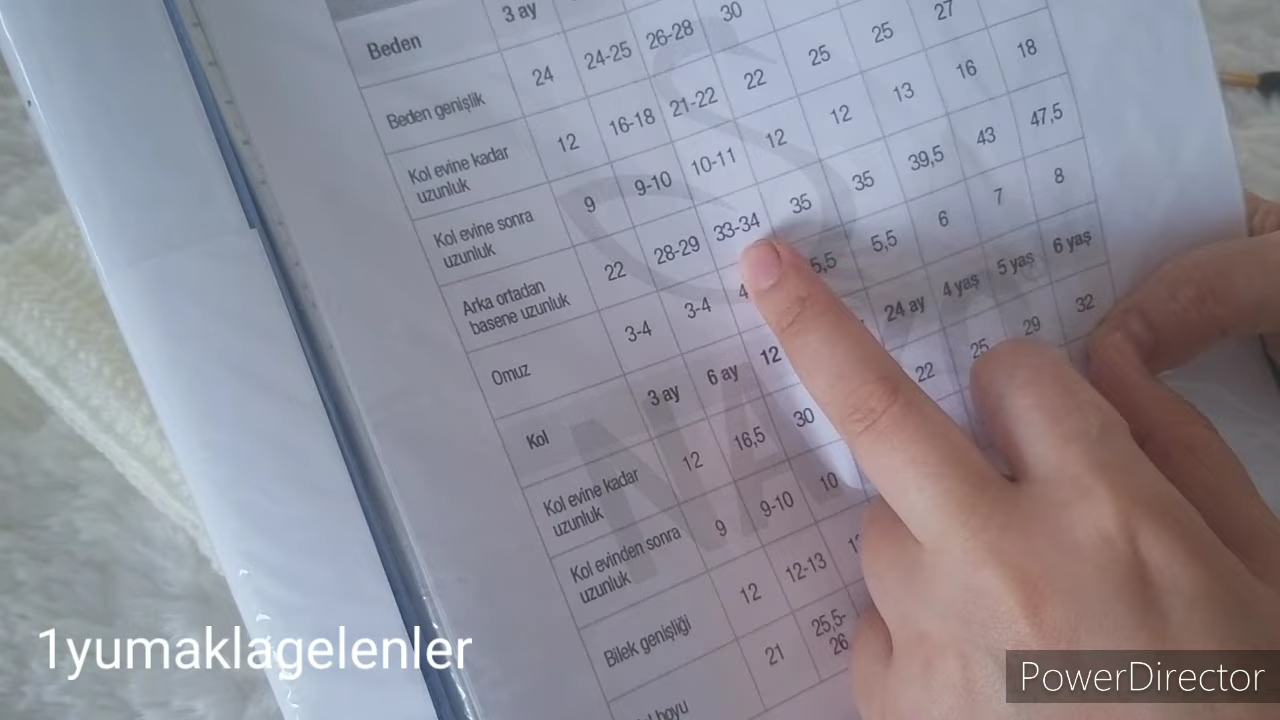 Beden 3 ay
Beden genişlik 24 24-25 26-28 30
Kol evine kadar 12 16-18 21-22 22 25 25 27
uzunluk
Kol evine sonra 9 9-10 10-11 12 12 13 16 18
uzunluk
Arka ortadan 22 28-29 33-34 35 35 39,5 43 47,5
basene uzunluk
Omuz 3-4 3-4 4 5,5 5,5 6 7 8
Kol 3 ay 6 ay 12 24 ay 4 yaş 5 yaş 6 yaş
Kol evine kadar 12 16,5 30 22 25 29 32
uzunluk
Kol evinden sonra 9 9-10 10
uzunluk
Bilek genişliği 12 12-13
boyu 21 25,5-
26
1yumaklagelenler
PowerDirector